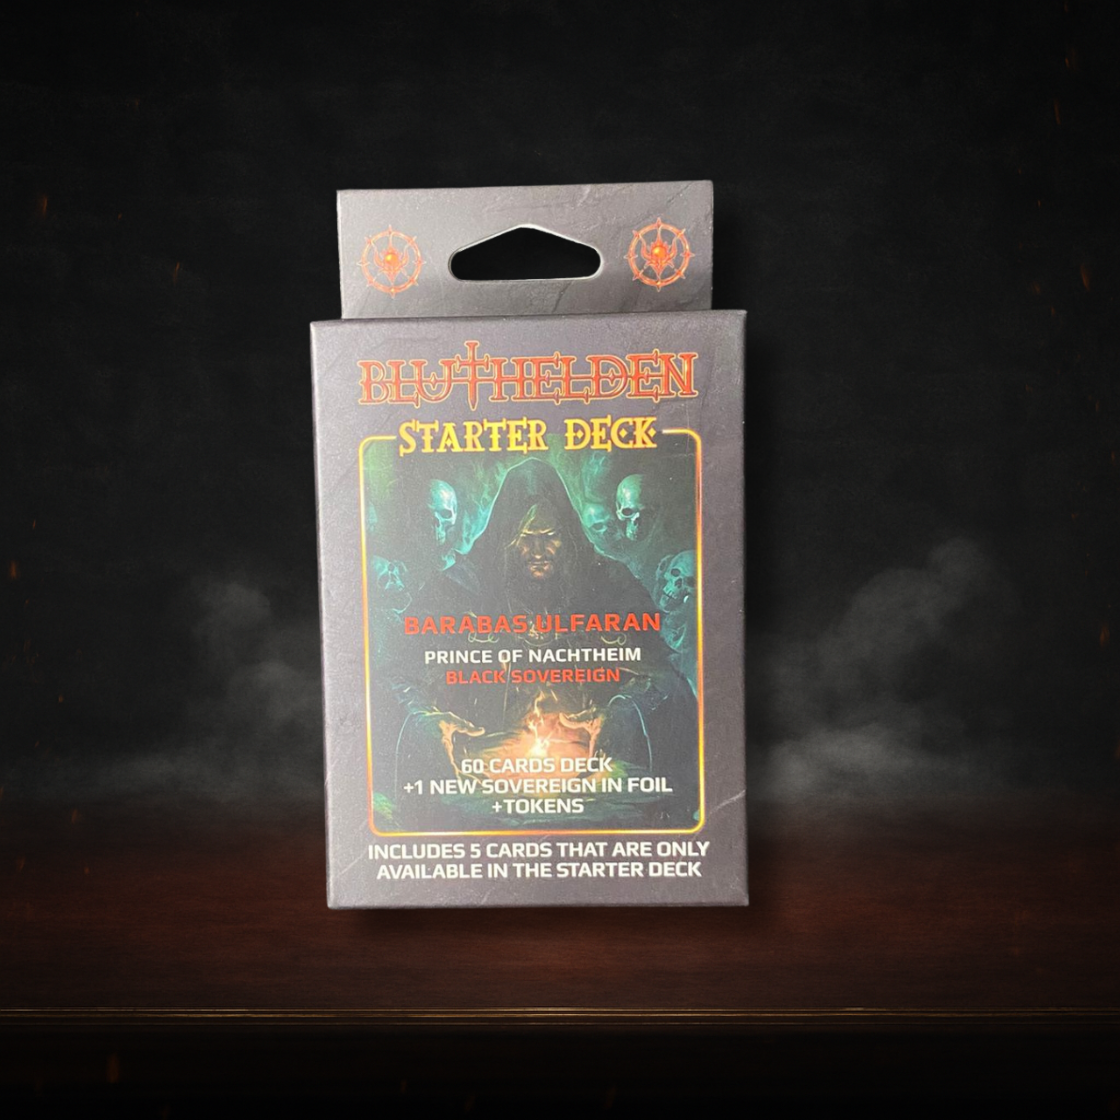 BLUTHELDEN
STARTER DECK
BARABAS ULFARAN
PRINCE OF NACHTHEIM
BLACK SOVEREIGN
60 CARDS DECK
+1 NEW SOVEREIGN IN FOIL
+TOKENS
INCLUDES 5 CARDS THAT ARE ONLY
AVAILABLE IN THE STARTER DECK